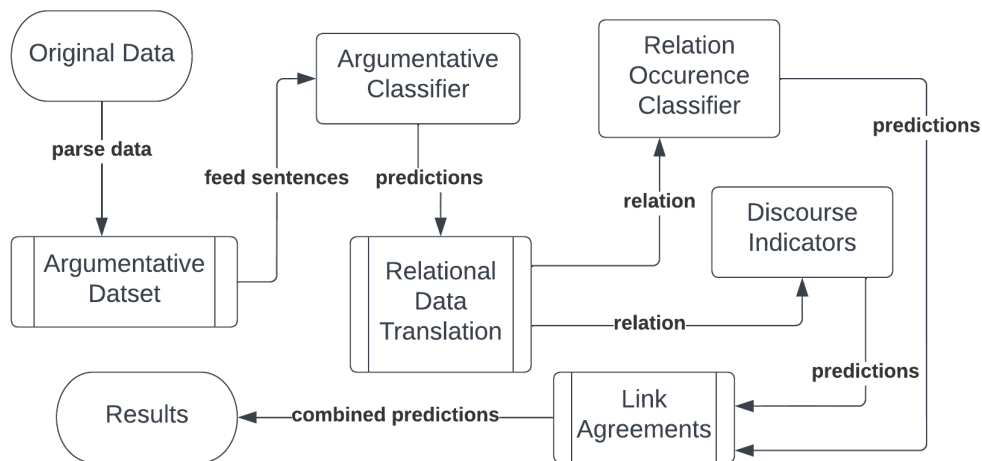 Original Data
parse data
Argumentative
Datset
feed sentences
Argumentative
Classifier
predictions
Relational
Data
Translation
relation
Relation
Occurence
Classifier
predictions
relation
Discourse
Indicators
predictions
Link
Agreements
combined predictions
Results